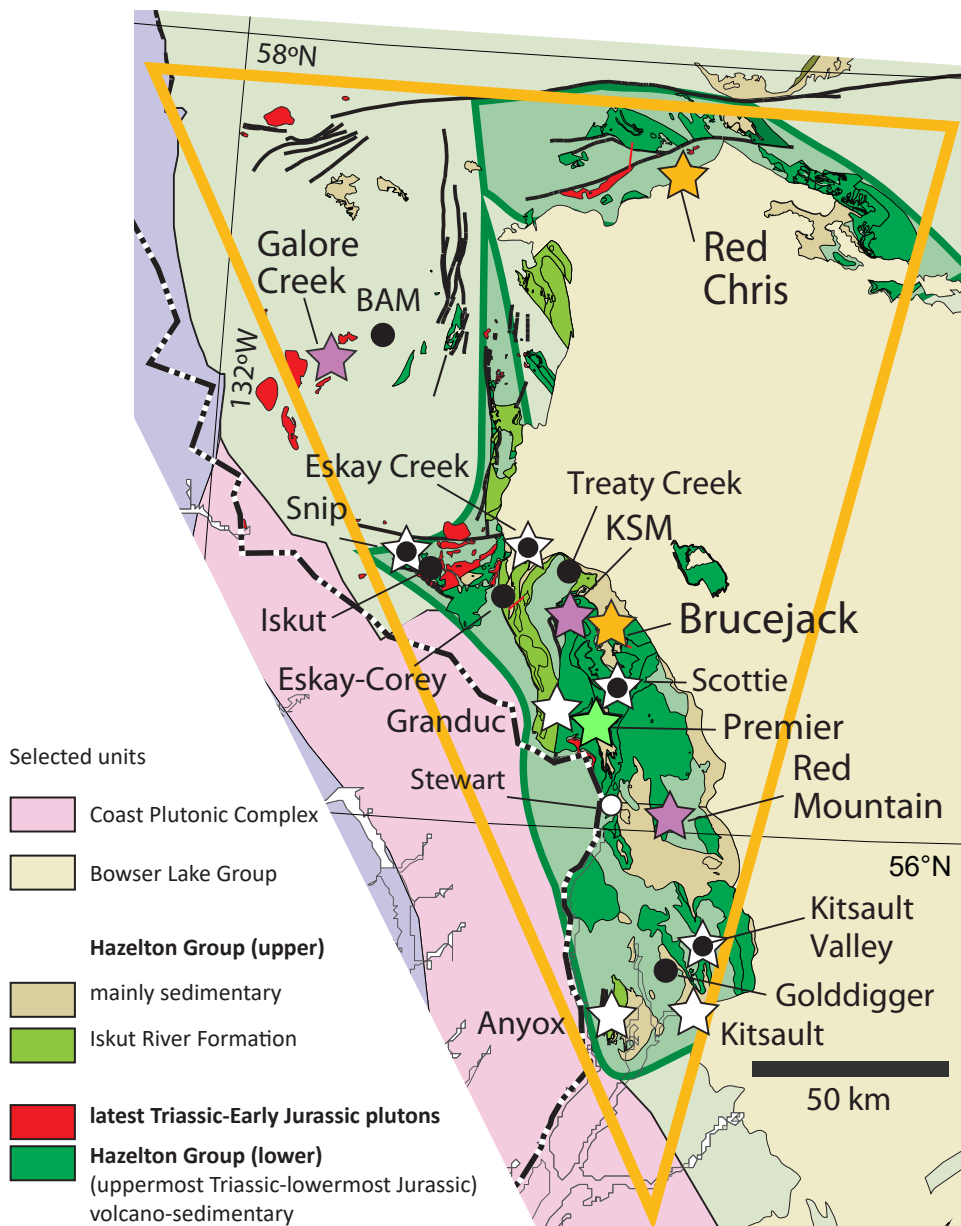 58ºN
132ºW
Galore
Creek
BAM
Red
Chris
Eskay Creek
Snip
Treaty Creek
KSM
Iskut
Brucejack
Eskay-Corey
Scottie
Granduc
Premier
Stewart
Red
Mountain
56°N
Kitsault
Valley
Golddigger
Anyox
Kitsault
50 km
Selected units
Coast Plutonic Complex
Bowser Lake Group
Hazelton Group (upper)
mainly sedimentary
Iskut River Formation
latest Triassic-Early Jurassic plutons
Hazelton Group (lower)
(uppermost Triassic-lowermost Jurassic)
volcano-sedimentary